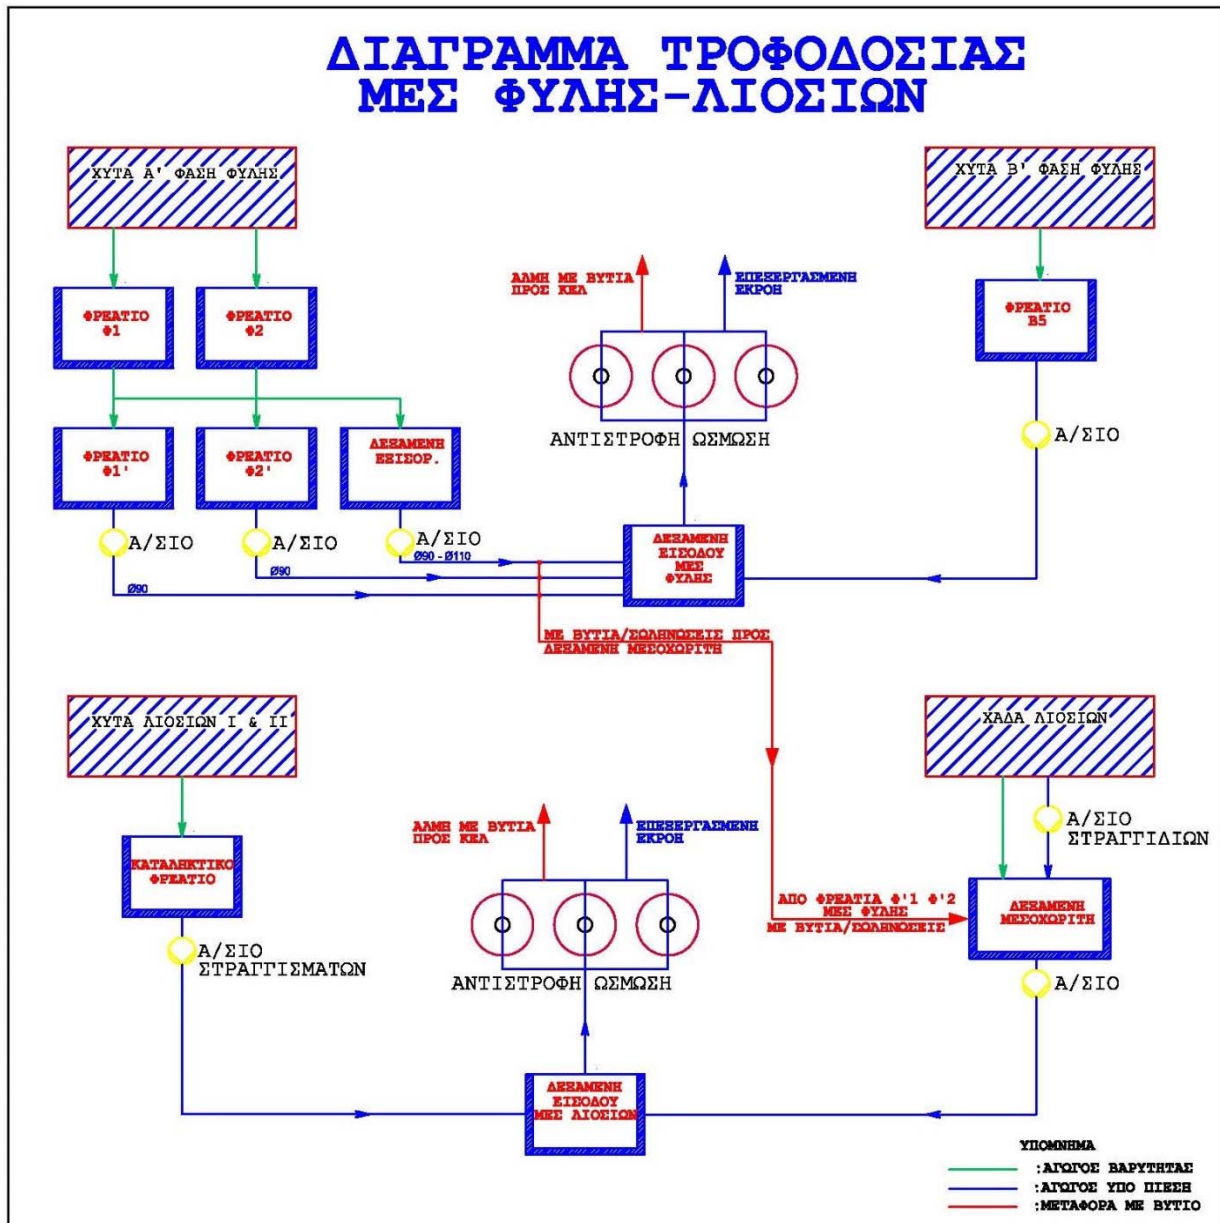 ΔΙΑΓΡΑΜΜΑ ΤΡΟΦΟΔΟΣΙΑΣ
ΜΕΣ ΦΥΛΗΣ-ΛΙΟΣΙΩΝ
ΧΥΤΑ Α' ΦΑΣΗ ΦΥΛΗΣ
ΧΥΤΑ Β' ΦΑΣΗ ΦΥΛΗΣ
ΦΡΕΑΤΙΟ
Φ1
ΦΡΕΑΤΙΟ
Φ2
ΑΛΜΗ ΜΕ ΒΥΤΙΑ
ΠΡΟΣ ΚΕΛ
ΕΠΕΞΕΡΓΑΣΜΕΝΗ
ΕΚΡΟΗ
ΦΡΕΑΤΙΟ
Β5
ΑΝΤΙΣΤΡΟΦΗ ΩΣΜΩΣΗ
Α/ΣΙΟ
ΦΡΕΑΤΙΟ
Φ1'
ΦΡΕΑΤΙΟ
Φ2'
ΔΕΞΑΜΕΝΗ
ΕΞΙΣΟΡ.
Α/ΣΙΟ
Α/ΣΙΟ
Α/ΣΙΟ
Ø90 - Ø110
Ø90
Ø90
ΔΕΞΑΜΕΝΗ
ΕΙΣΟΔΟΥ
ΜΕΣ
ΦΥΛΗΣ
ΜΕ ΒΥΤΙΑ/ΣΩΛΗΝΩΣΕΙΣ ΠΡΟΣ
ΔΕΞΑΜΕΝΗ ΜΕΣΟΧΩΡΙΤΗ
ΧΥΤΑ ΛΙΟΣΙΩΝ Ι & ΙΙ
ΧΑΔΑ ΛΙΟΣΙΩΝ
ΑΛΜΗ ΜΕ ΒΥΤΙΑ
ΠΡΟΣ ΚΕΛ
ΕΠΕΞΕΡΓΑΣΜΕΝΗ
ΕΚΡΟΗ
Α/ΣΙΟ
ΣΤΡΑΓΓΙΔΙΩΝ
ΚΑΤΑΛΗΚΤΙΚΟ
ΦΡΕΑΤΙΟ
ΑΠΟ ΦΡΕΑΤΙΑ Φ'1 Φ'2
ΜΕΣ ΦΥΛΗΣ
ΜΕ ΒΥΤΙΑ/ΣΩΛΗΝΩΣΕΙΣ
ΔΕΞΑΜΕΝΗ
ΜΕΣΟΧΩΡΙΤΗ
Α/ΣΙΟ
ΣΤΡΑΓΓΙΣΜΑΤΩΝ
ΑΝΤΙΣΤΡΟΦΗ ΩΣΜΩΣΗ
Α/ΣΙΟ
ΔΕΞΑΜΕΝΗ
ΕΙΣΟΔΟΥ
ΜΕΣ ΛΙΟΣΙΩΝ
ΥΠΟΜΝΗΜΑ
:ΑΓΩΓΟΣ ΒΑΡΥΤΗΤΑΣ
:ΑΓΩΓΟΣ ΥΠΟ ΠΙΕΣΗ
:ΜΕΤΑΦΟΡΑ ΜΕ ΒΥΤΙΟ